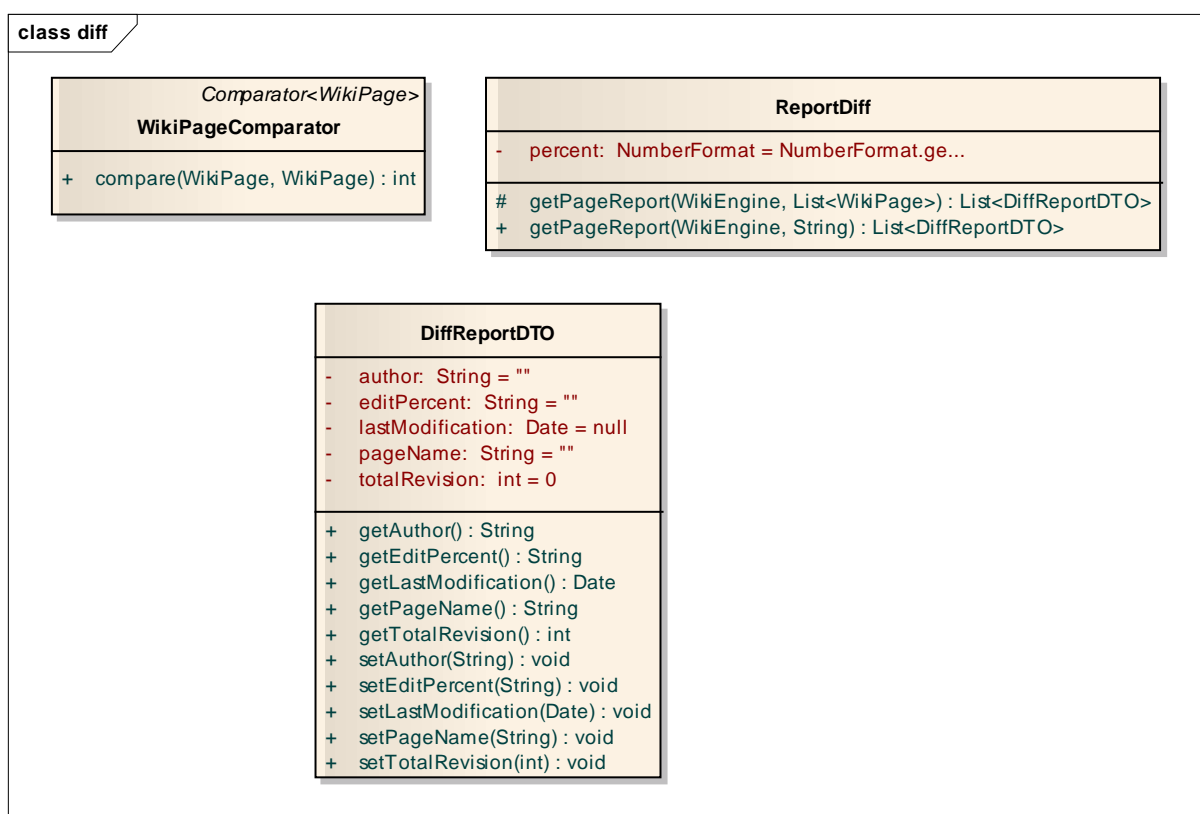 class diff
Comparator<WikiPage>
WikiPageComparator
+ compare(WikiPage, WikiPage) : int
ReportDiff
- percent: NumberFormat = NumberFormat.ge...
# getPageReport(WikiEngine, List<WikiPage>) : List<DiffReportDTO>
+ getPageReport(WikiEngine, String) : List<DiffReportDTO>
DiffReportDTO
- author: String = ""
- editPercent: String = ""
- lastModification: Date = null
- pageName: String = ""
- totalRevision: int = 0
+ getAuthor() : String
+ getEditPercent() : String
+ getLastModification() : Date
+ getPageName() : String
+ getTotalRevision() : int
+ setAuthor(String) : void
+ setEditPercent(String) : void
+ setLastModification(Date) : void
+ setPageName(String) : void
+ setTotalRevision(int) : void